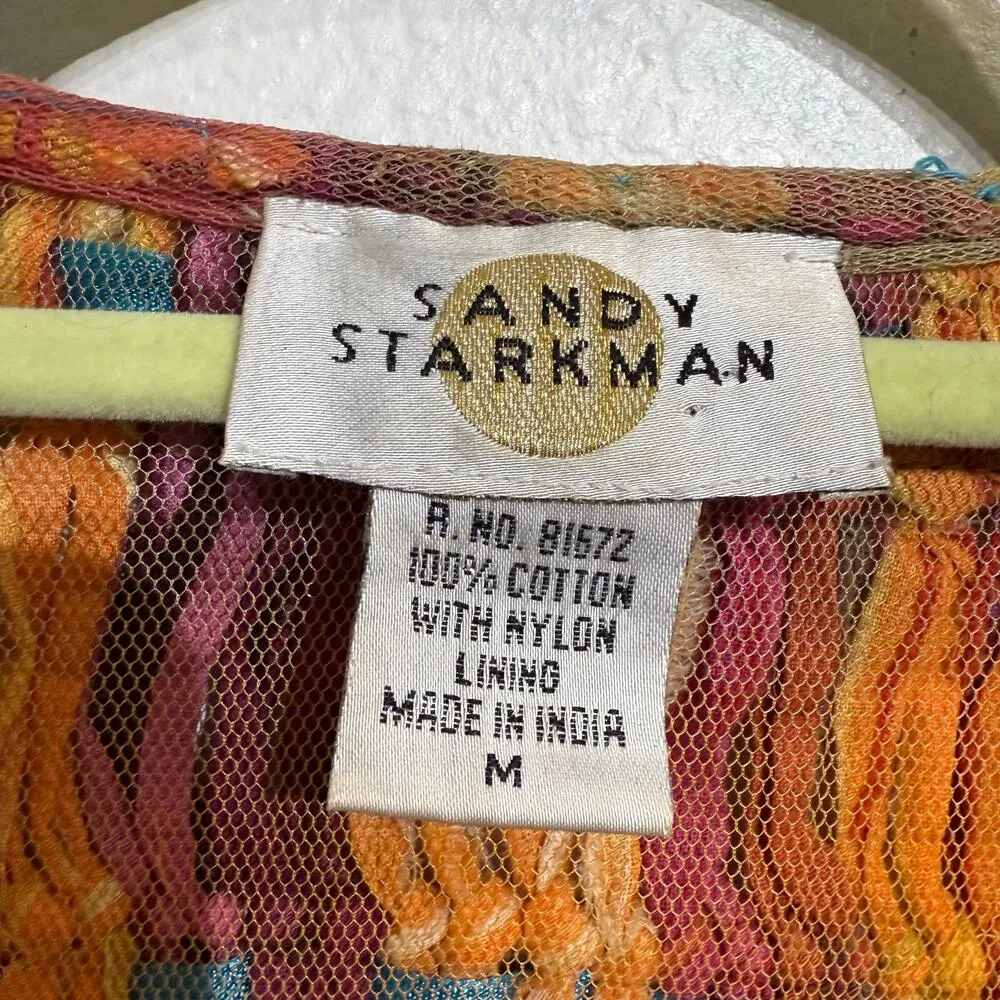 SANDY
STARKMAN
R. NO. 81672
100% COTTON
WITH NYLON
LINING
MADE IN INDIA
M